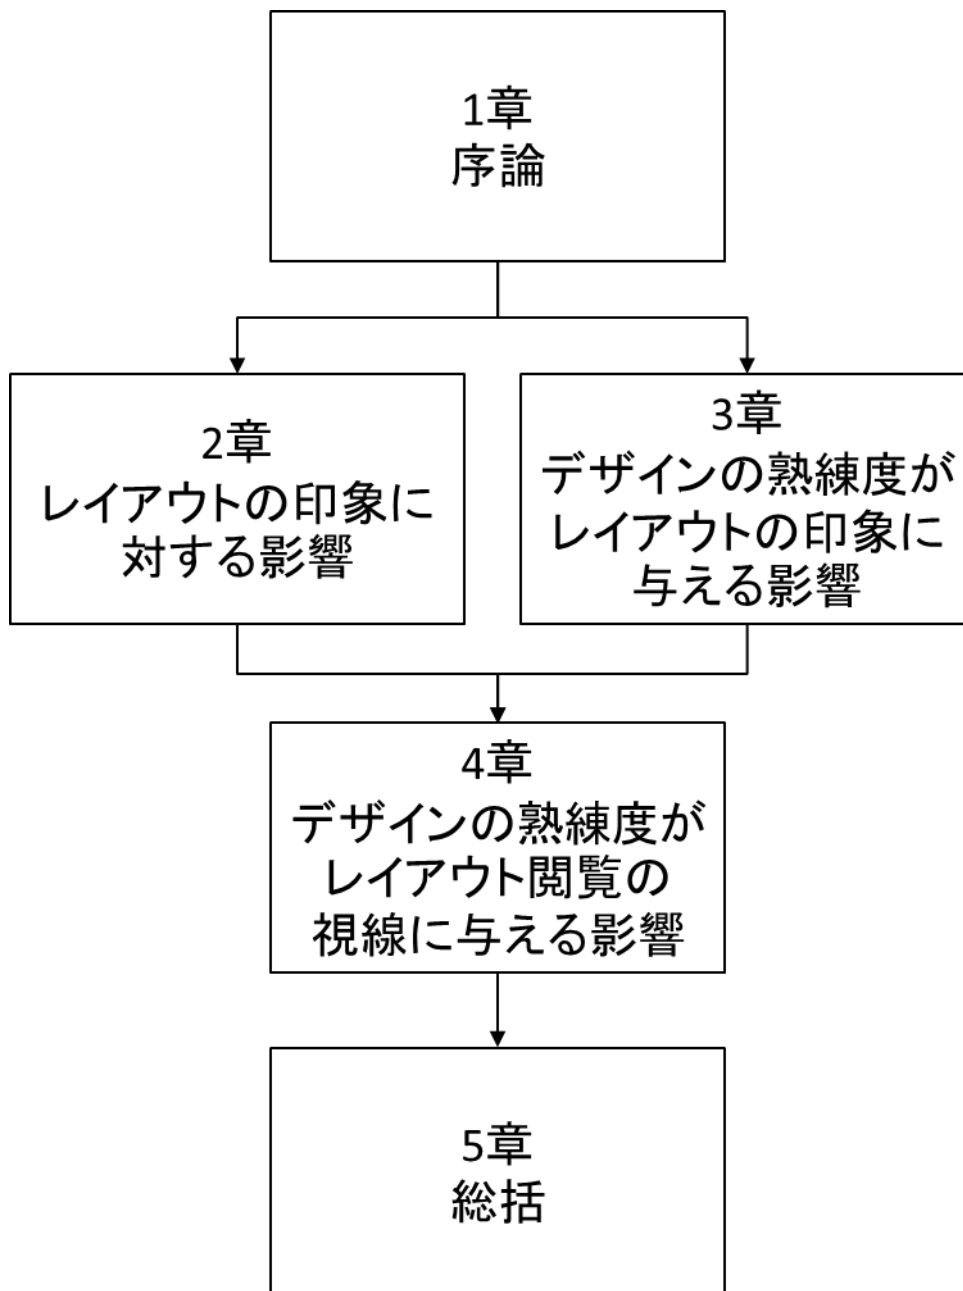 1章
序論
2章
レイアウトの印象に
対する影響
3章
デザインの熟練度が
レイアウトの印象に
与える影響
4章
デザインの熟練度が
レイアウト閲覧の
視線に与える影響
5章
総括